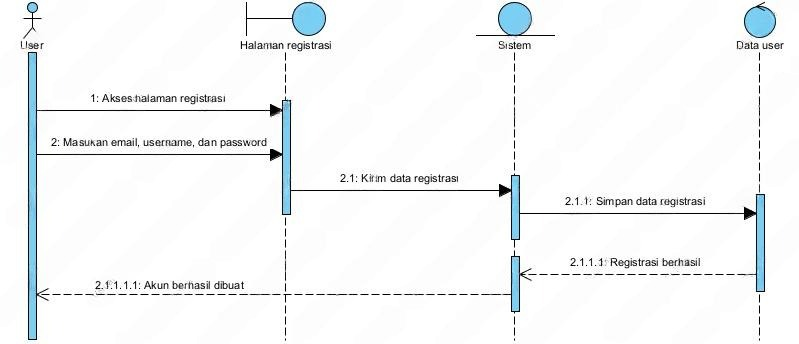 User
Halaman registrasi
Sistem
Data user
1: Akses halaman registrasi
2: Masukan email, username, dan password
2.1: Kirim data registrasi
2.1.1: Simpan data registrasi
2.1.1.1: Registrasi berhasil
2.1.1.1.1: Akun berhasil dibuat